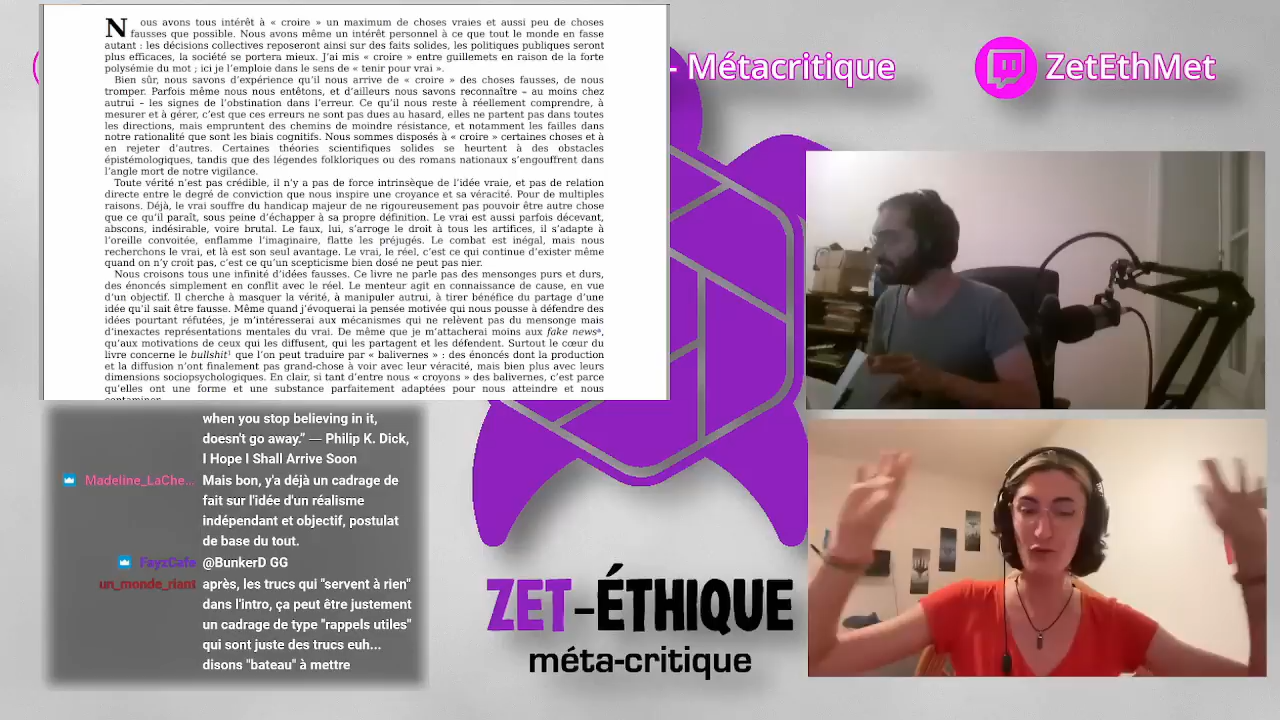 Nous avons tous intérêt à « croire » un maximum de choses vraies et aussi peu de choses
fausses que possible. Nous avons même un intérêt personnel à ce que tout le monde en fasse
autant : les décisions collectives reposeront ainsi sur des faits solides, les politiques publiques seront
plus efficaces, la société se portera mieux. J’ai mis « croire » entre guillemets en raison de la forte
polysémie du mot ; ici je l’emploie dans le sens de « tenir pour vrai ».
Bien sûr, nous savons d’expérience qu’il nous arrive de « croire » des choses fausses, de nous
tromper. Parfois même nous nous entêtons, et d’ailleurs nous savons reconnaître – au moins chez
autrui – les signes de l’obstination dans l’erreur. Ce qu’il nous reste à réellement comprendre, à
mesurer et à gérer, c’est que ces erreurs ne sont pas dues au hasard, elles ne partent pas dans toutes
les directions, mais empruntent des chemins de moindre résistance, et notamment les failles dans
notre rationalité que sont les biais cognitifs. Nous sommes disposés à « croire » certaines choses et à
en rejeter d’autres. Certaines théories scientifiques solides se heurtent à des obstacles
épistémologiques, tandis que des légendes folkloriques ou des romans nationaux s’engouffrent dans
l’angle mort de notre vigilance.
Toute vérité n’est pas crédible, il n’y a pas de force intrinsèque de l’idée vraie, et pas de relation
directe entre le degré de conviction que nous inspire une croyance et sa véracité. Pour de multiples
raisons. Déjà, le vrai souffre du handicap majeur de ne rigoureusement pas pouvoir être autre chose
que ce qu’il paraît, sous peine d’échapper à sa propre définition. Le vrai est aussi parfois décevant,
abscons, indésirable, voire brutal. Le faux, lui, s’arroge le droit à tous les artifices, il s’adapte à
l’oreille convoitée, enflamme l’imaginaire, flatte les préjugés. Le combat est inégal, mais nous
recherchons le vrai, et là est son seul avantage. Le vrai, le réel, c’est ce qui continue d’exister même
quand on n’y croit pas, c’est ce qu’un scepticisme bien dosé ne peut pas nier.
Nous croisons tous une infinité d’idées fausses. Ce livre ne parle pas des mensonges purs et durs,
des énoncés simplement en conflit avec le réel. Le menteur agit en connaissance de cause, en vue
d’un objectif. Il cherche à masquer la vérité, à manipuler autrui, à tirer bénéfice du partage d’une
idée qu’il sait être fausse. Même quand j’évoquerai la pensée motivée qui nous pousse à défendre des
idées pourtant réfutées, je m’intéresserai aux mécanismes qui ne relèvent pas du mensonge mais
d’inexactes représentations mentales du vrai. De même que je m’attacherai moins aux fake news*,
qu’aux motivations de ceux qui les diffusent, qui les partagent et les défendent. Surtout le cœur du
livre concerne le bullshit¹ que l’on peut traduire par « balivernes » : des énoncés dont la production
et la diffusion n’ont finalement pas grand-chose à voir avec leur véracité, mais bien plus avec leurs
dimensions sociopsychologiques. En clair, si tant d’entre nous « croyons » des balivernes, c’est parce
qu’elles ont une forme et une substance parfaitement adaptées pour nous atteindre et nous
contaminer.
- Métacritique
ZetEthMet
when you stop believing in it,
doesn't go away.” — Philip K. Dick,
I Hope I Shall Arrive Soon
Madeline_LaChe... Mais bon, y'a déjà un cadrage de
fait sur l'idée d'un réalisme
indépendant et objectif, postulat
de base du tout.
FayxCafe @BunkerD GG
un_monde_riant après, les trucs qui "servent à rien"
dans l'intro, ça peut être justement
un cadrage de type "rappels utiles"
qui sont juste des trucs euh...
disons "bateau" à mettre
ZET-ÉTHIQUE
méta-critique